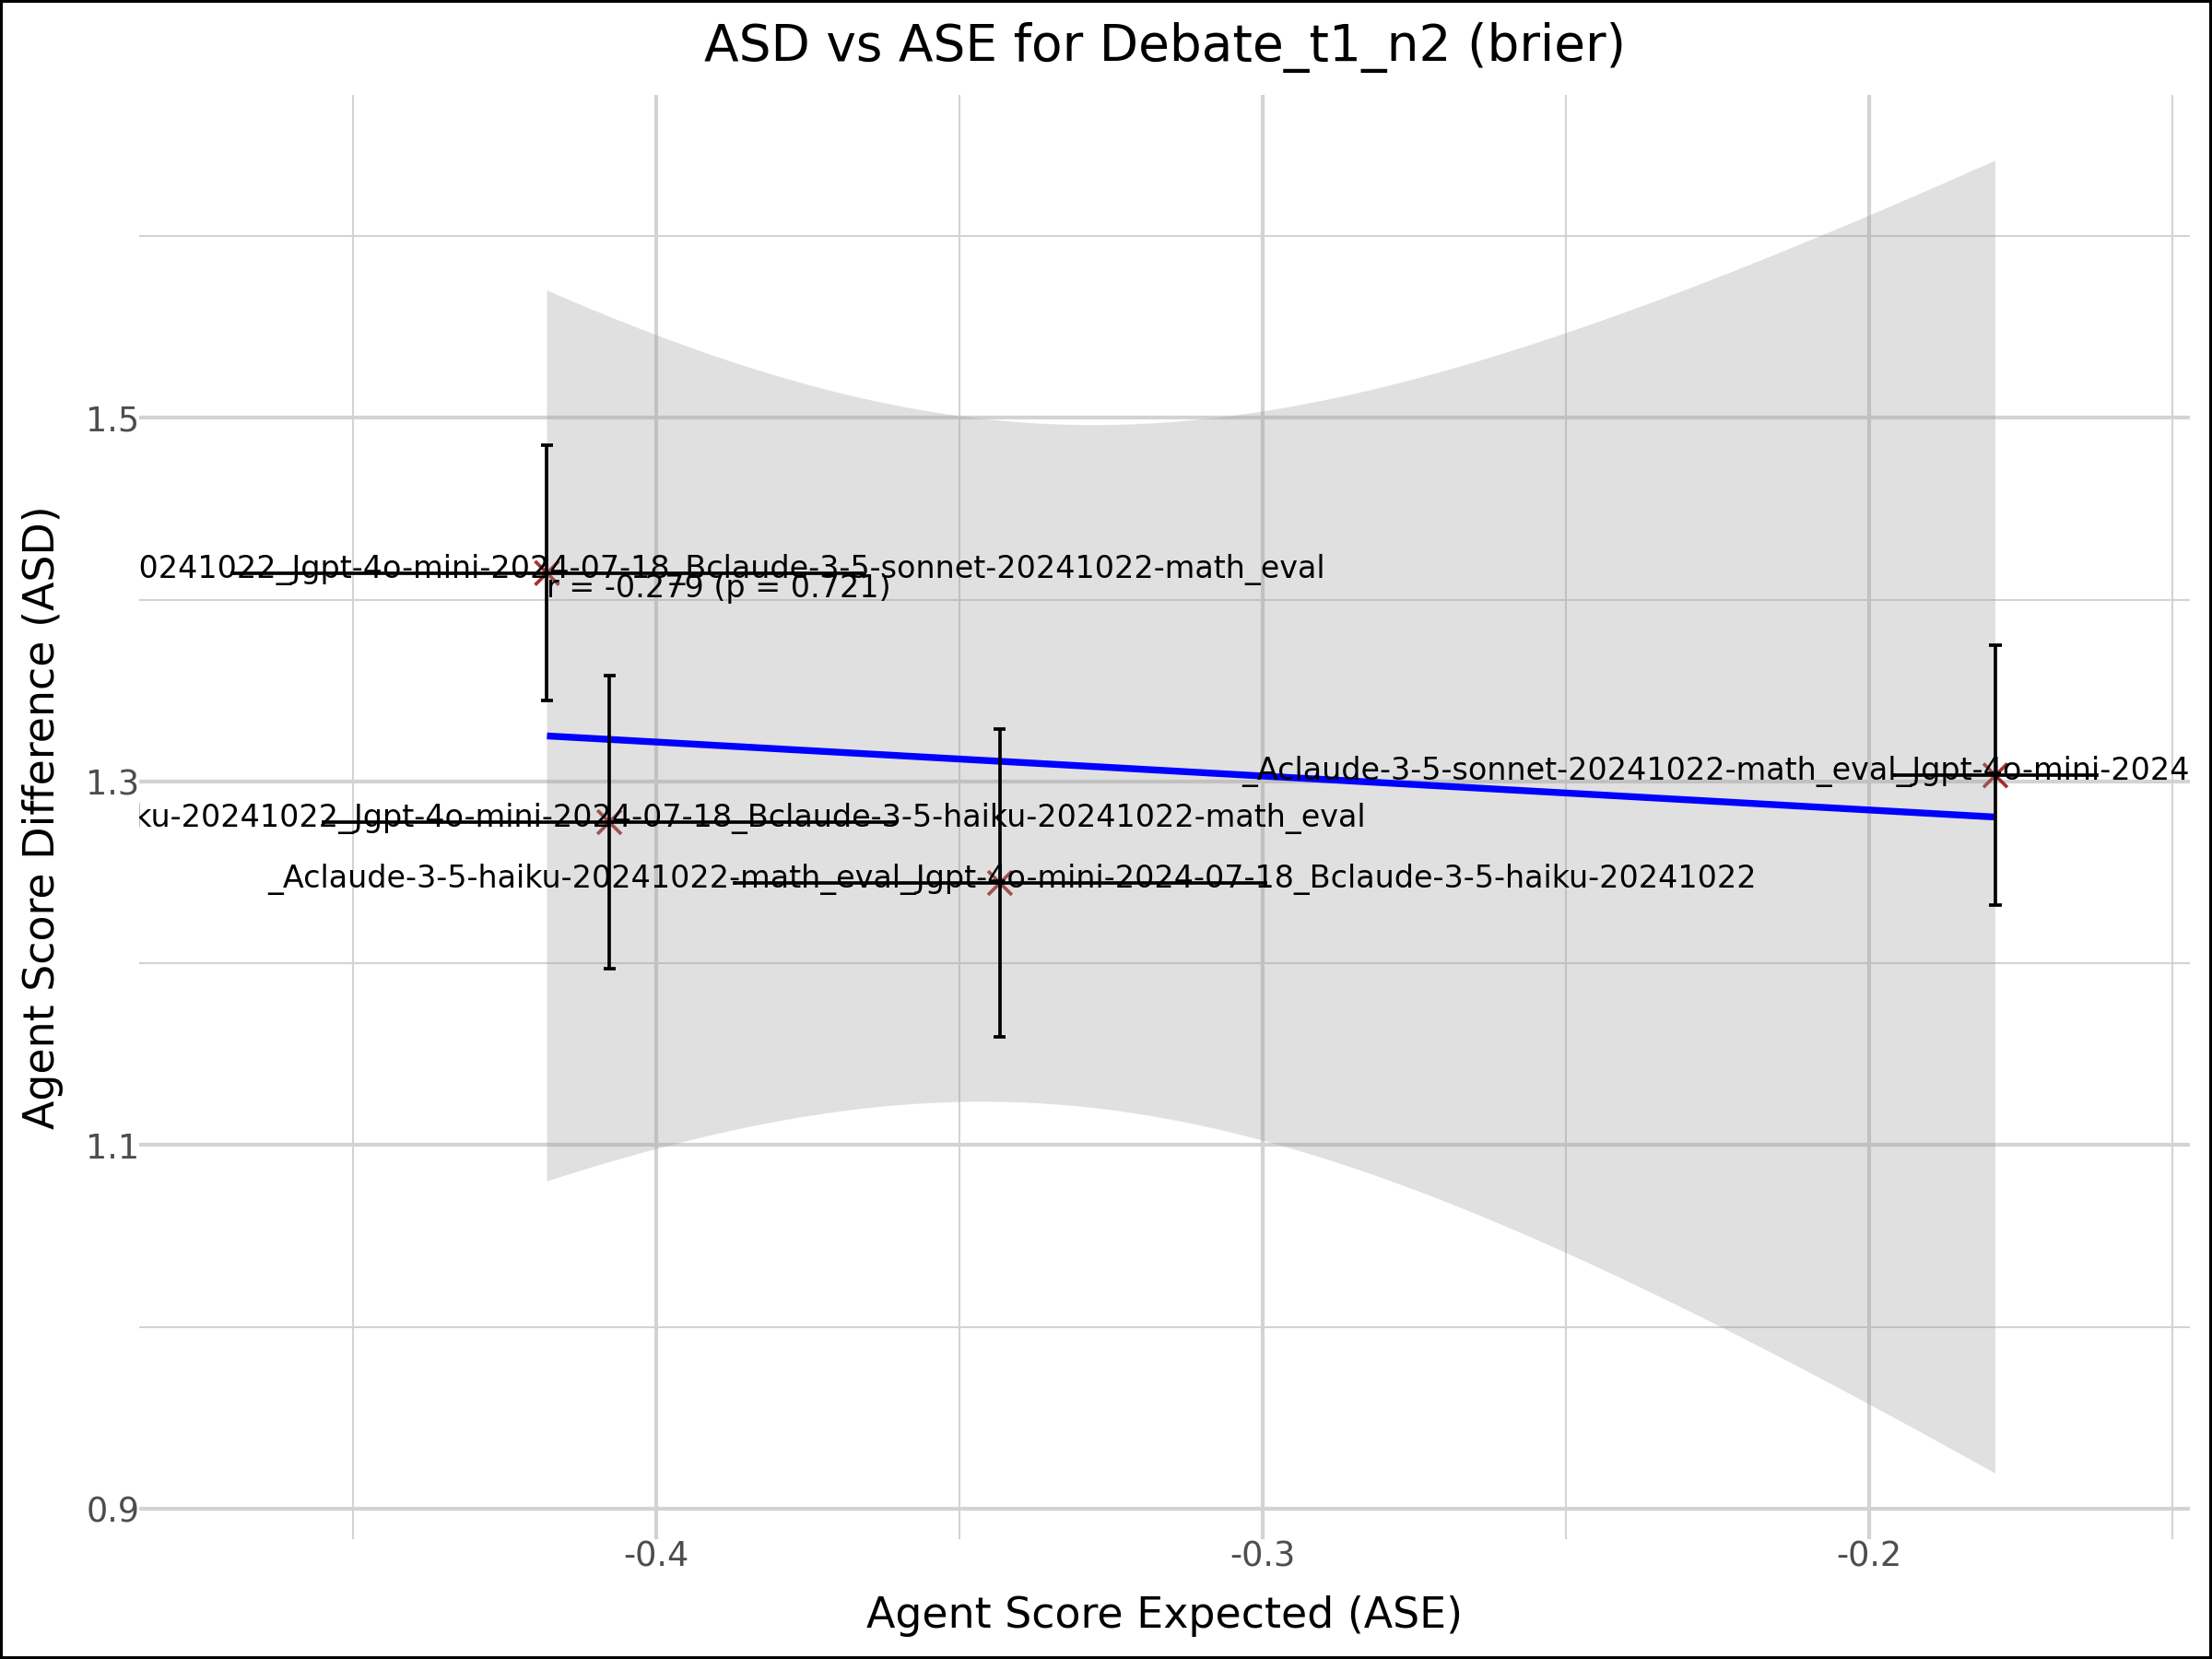 ASD vs ASE for Debate_t1_n2 (brier)
Agent Score Difference (ASD)
1.5
0241022_Jgpt-4o-mini-2024-07-18_Bclaude-3-5-sonnet-20241022-math_eval
r = -0.279 (p = 0.721)
1.3
_Aclaude-3-5-sonnet-20241022-math_eval_Jgpt-4o-mini-2024
ku-20241022_Jgpt-4o-mini-2024-07-18_Bclaude-3-5-haiku-20241022-math_eval
_Aclaude-3-5-haiku-20241022-math_eval_Jgpt-4o-mini-2024-07-18_Bclaude-3-5-haiku-20241022
1.1
0.9
-0.4
-0.3
-0.2
Agent Score Expected (ASE)